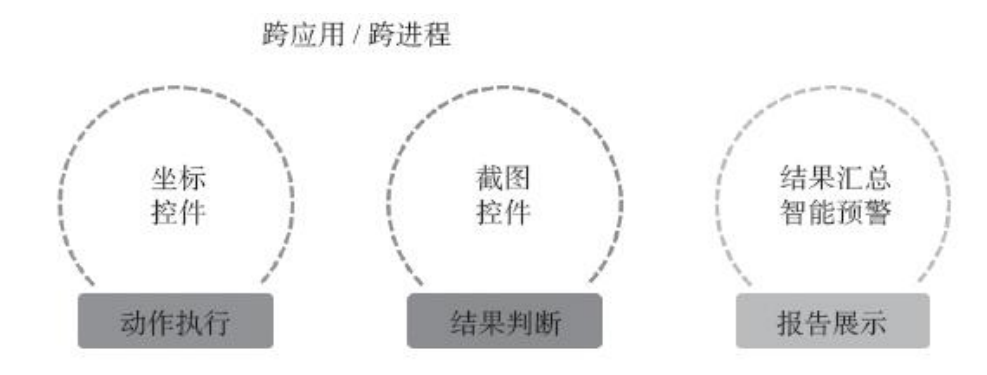 跨应用 / 跨进程
坐标
控件
截图
控件
结果汇总
智能预警
动作执行
结果判断
报告展示